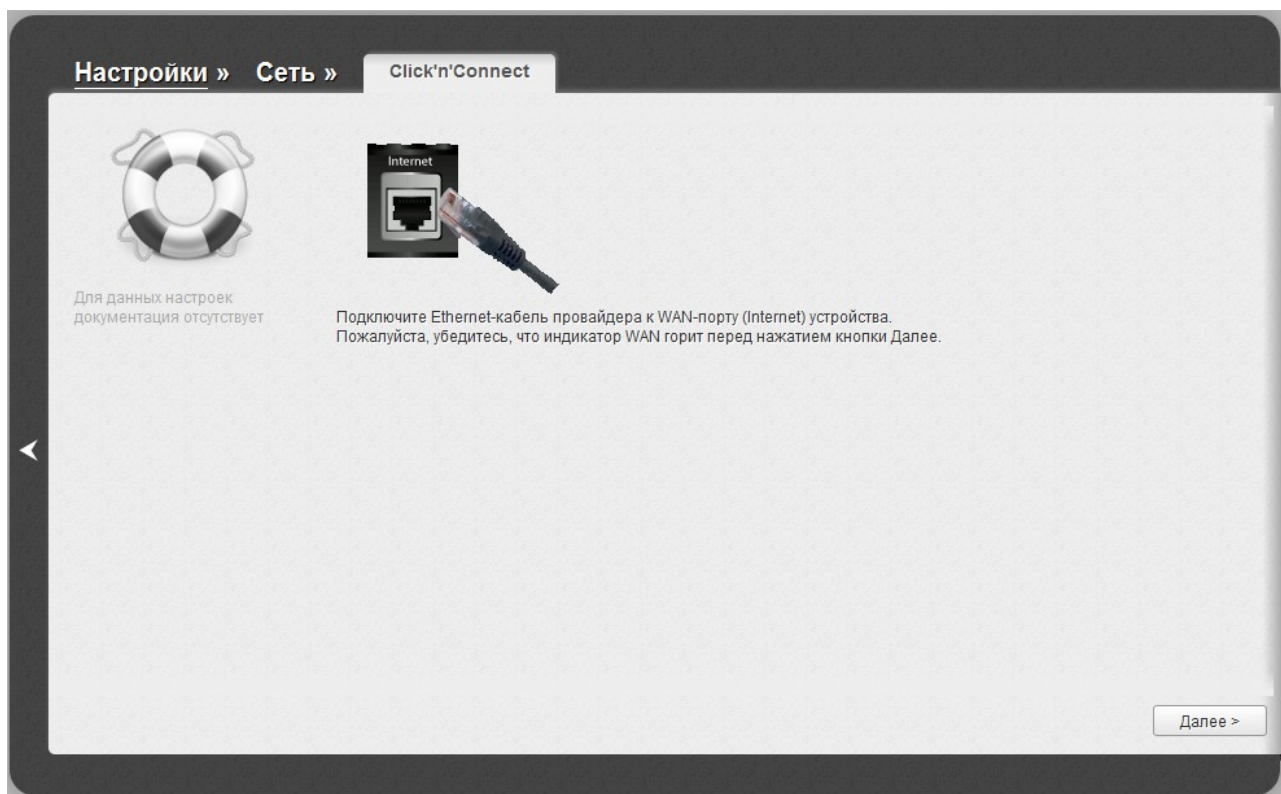 Настройки » Сеть » Click'n'Connect
Internet
Для данных настроек
документация отсутствует
Подключите Ethernet-кабель провайдера к WAN-порту (Internet) устройства.
Пожалуйста, убедитесь, что индикатор WAN горит перед нажатием кнопки Далее.
Далее >